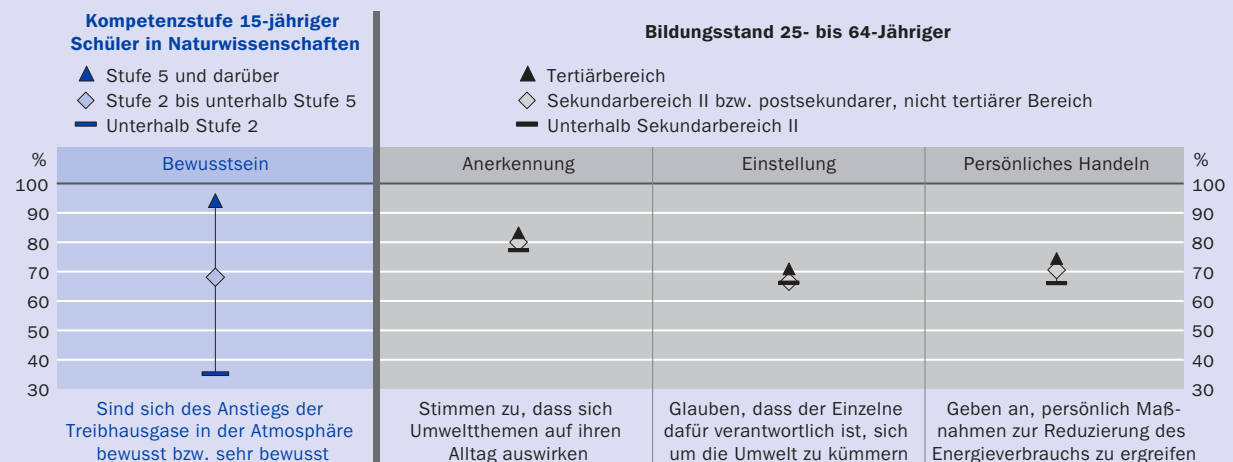 Kompetenzstufe 15-jähriger
Schüler in Naturwissenschaften
Stufe 5 und darüber
Stufe 2 bis unterhalb Stufe 5
Unterhalb Stufe 2
Bildungsstand 25- bis 64-Jähriger
Tertiärbereich
Sekundarbereich II bzw. postsekundarer, nicht tertiärer Bereich
Unterhalb Sekundarbereich II
% Bewusstsein Anerkennung Einstellung Persönliches Handeln %
100 100
90 90
80 80
70 70
60 60
50 50
40 40
30 30
Sind sich des Anstiegs der
Treibhausgase in der Atmosphäre
bewusst bzw. sehr bewusst
Stimmen zu, dass sich
Umweltthemen auf ihren
Alltag auswirken
Glauben, dass der Einzelne
dafür verantwortlich ist, sich
um die Umwelt zu kümmern
Geben an, persönlich Maß-
nahmen zur Reduzierung des
Energieverbrauchs zu ergreifen